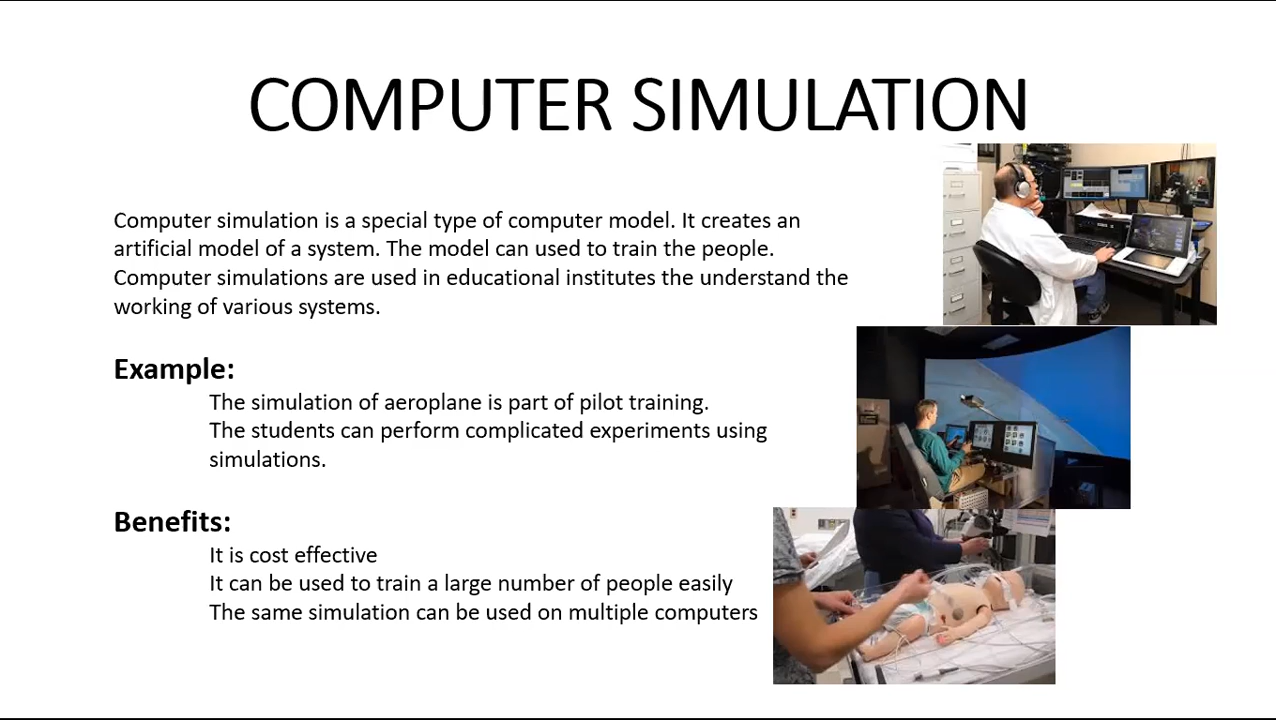 COMPUTER SIMULATION
Computer simulation is a special type of computer model. It creates an
artificial model of a system. The model can used to train the people.
Computer simulations are used in educational institutes the understand the
working of various systems.
Example:
The simulation of aeroplane is part of pilot training.
The students can perform complicated experiments using
simulations.
Benefits:
It is cost effective
It can be used to train a large number of people easily
The same simulation can be used on multiple computers